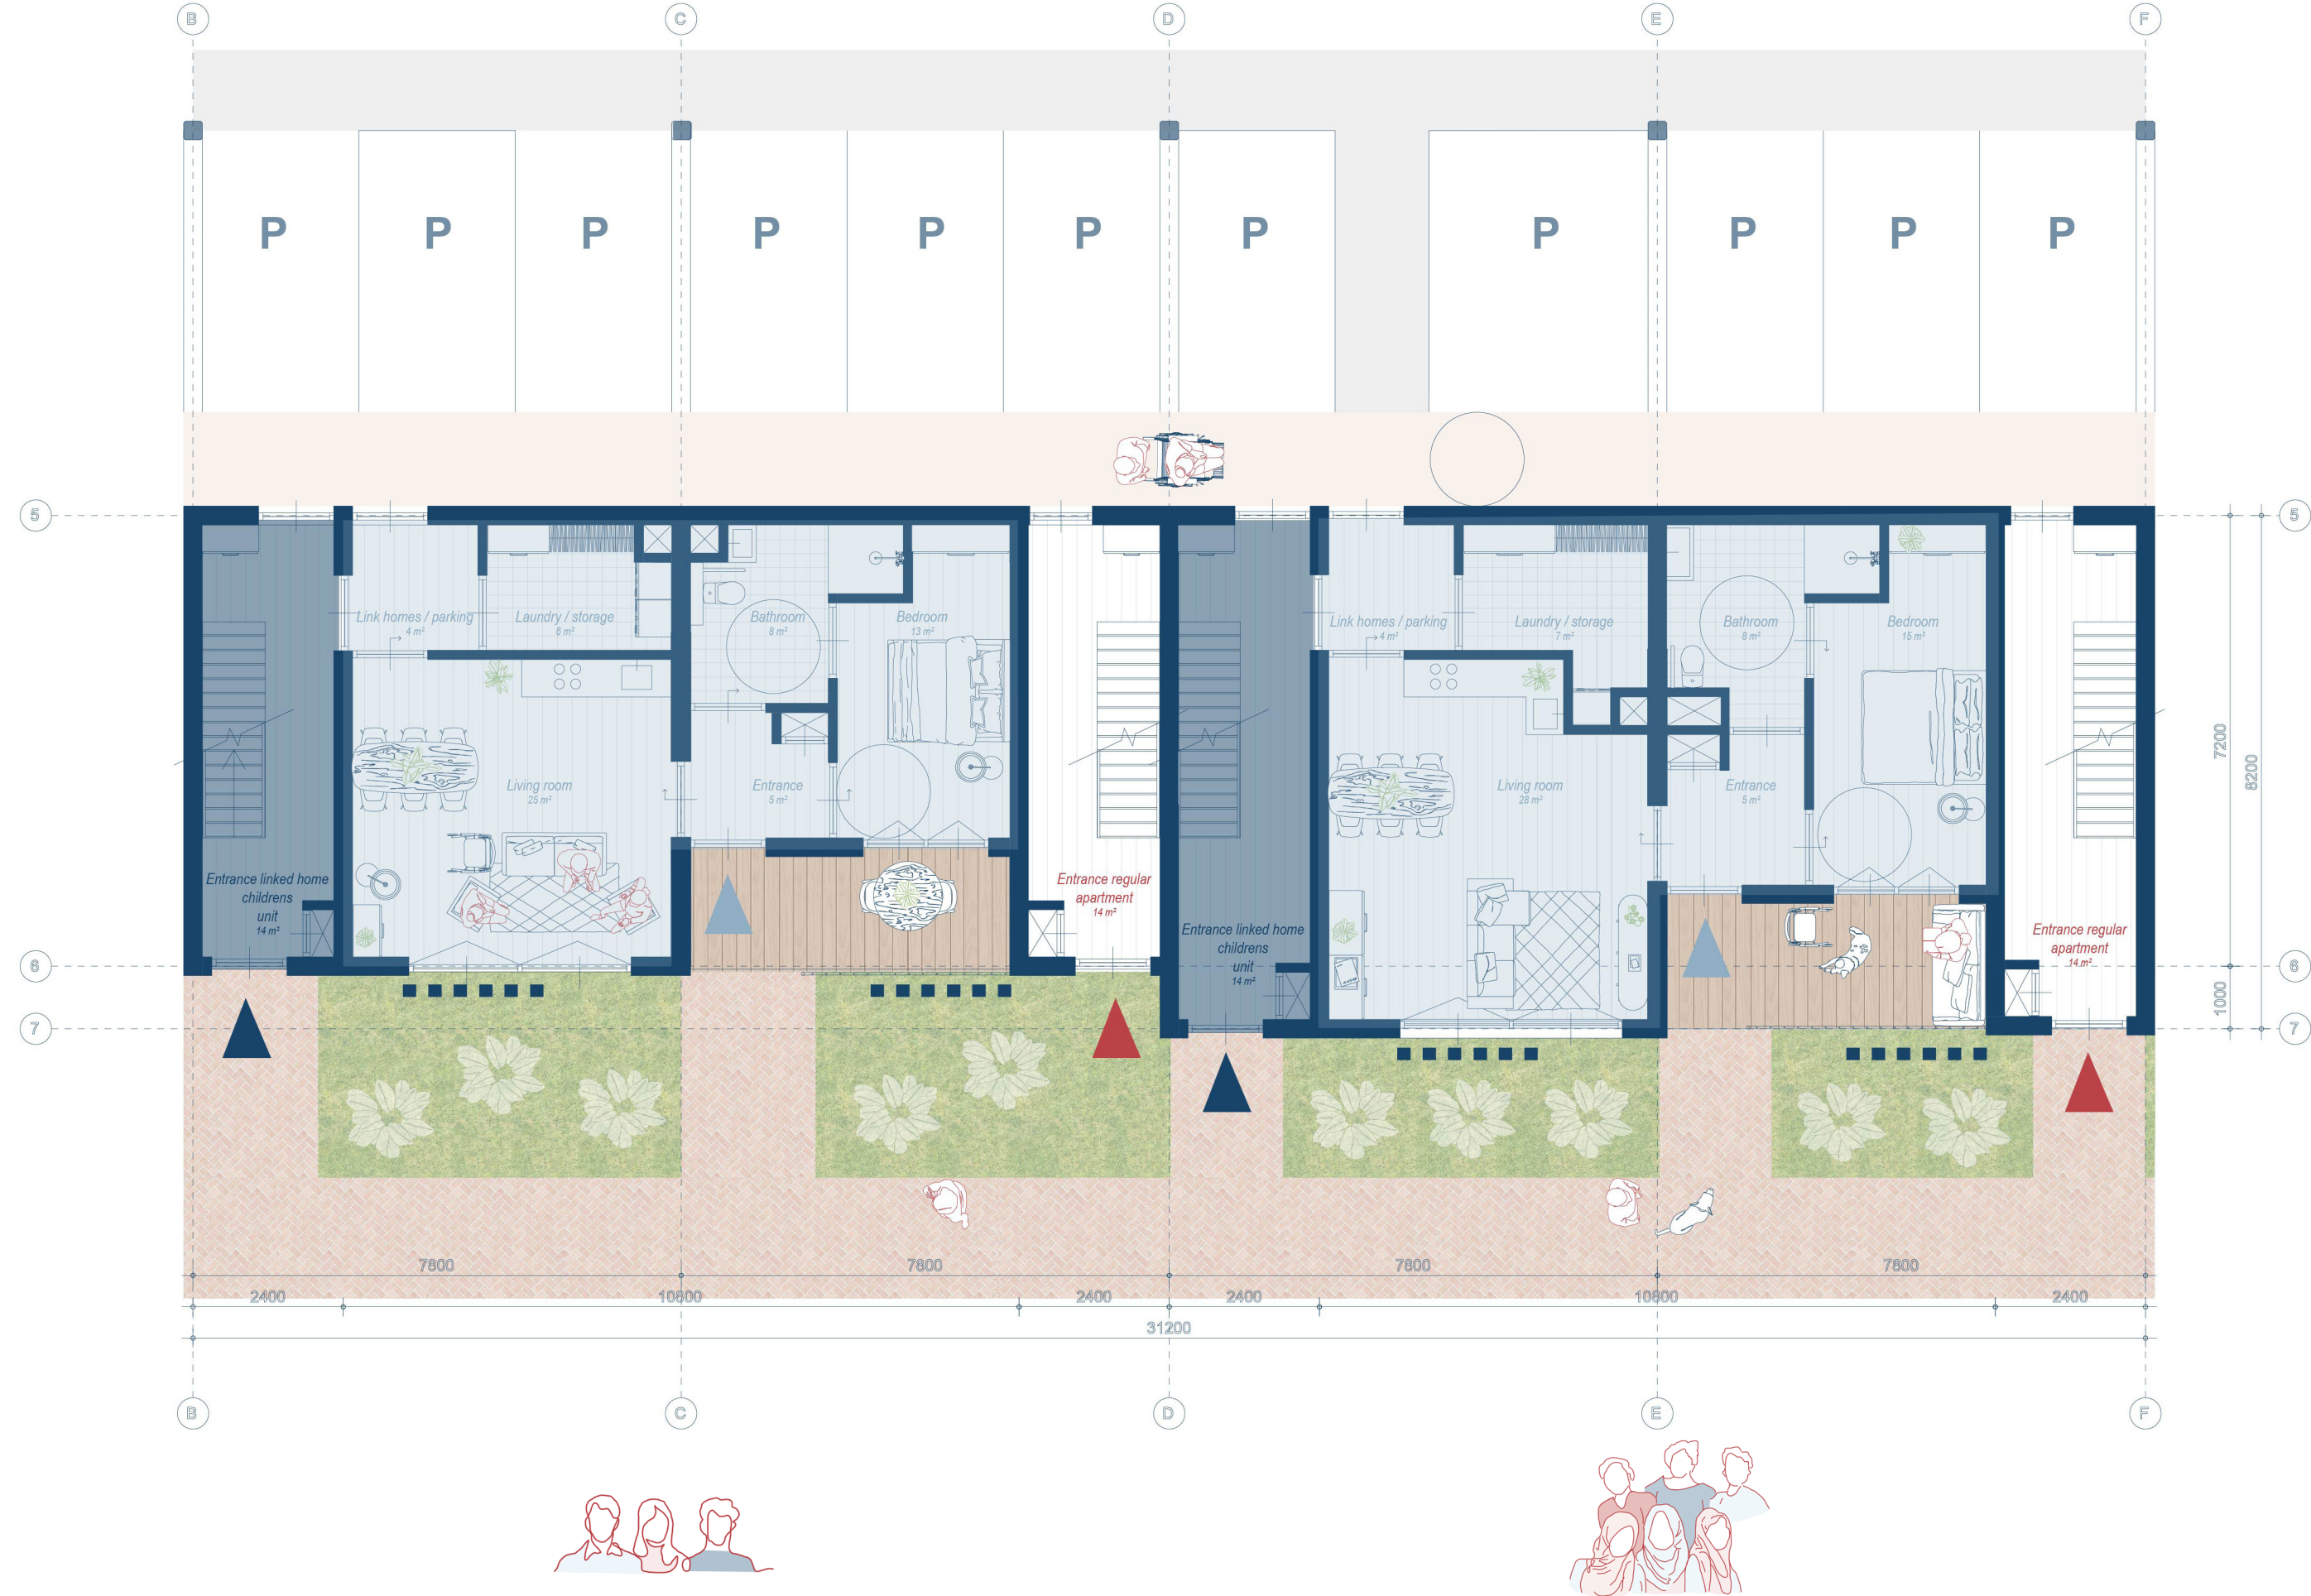 B C D E F
P P P P P P P P P P P
5 5
Link homes / parking
4 m²
Laundry / storage
6 m²
Bathroom
8 m²
Bedroom
13 m²
Link homes / parking
4 m²
Laundry / storage
7 m²
Bathroom
8 m²
Bedroom
15 m²
Living room
25 m²
Entrance
5 m²
Living room
28 m²
Entrance
5 m²
7200
8200
Entrance linked home
childrens
unit
14 m²
Entrance regular
apartment
14 m²
Entrance linked home
childrens
unit
14 m²
Entrance regular
apartment
14 m²
6 6
1000
7 7
7800 7800 7800 7800
2400 10800 2400 2400 10800 2400
31200
B C D E F